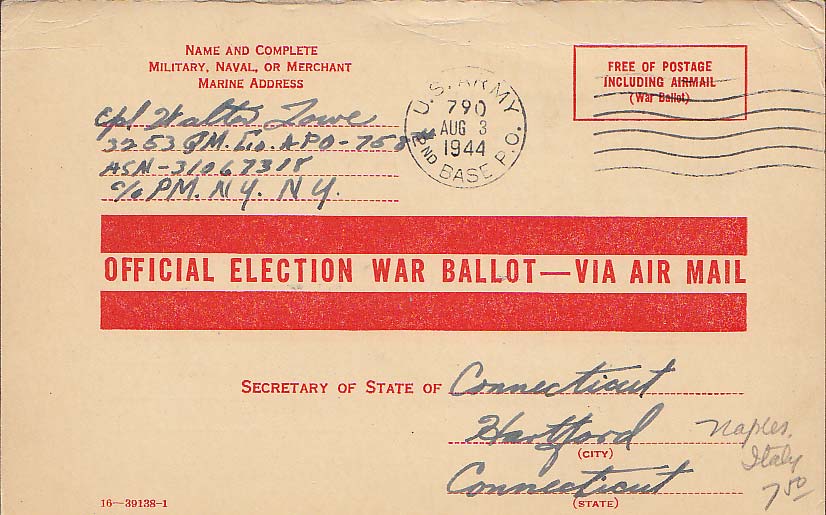 NAME AND COMPLETE
MILITARY, NAVAL, OR MERCHANT
MARINE ADDRESS
Cpl Walter Lowe
3253 QM. Co. APO-758
ASN-31067318
c/o PM. N.Y. N.Y.
U.S. ARMY
790
AUG 3
1944
2ND BASE P.O.
FREE OF POSTAGE
INCLUDING AIRMAIL
(War Ballot)
OFFICIAL ELECTION WAR BALLOT—VIA AIR MAIL
SECRETARY OF STATE OF Connecticut
Hartford
(CITY)
Connecticut
(STATE)
Naples,
Italy
7 50
16—39138-1